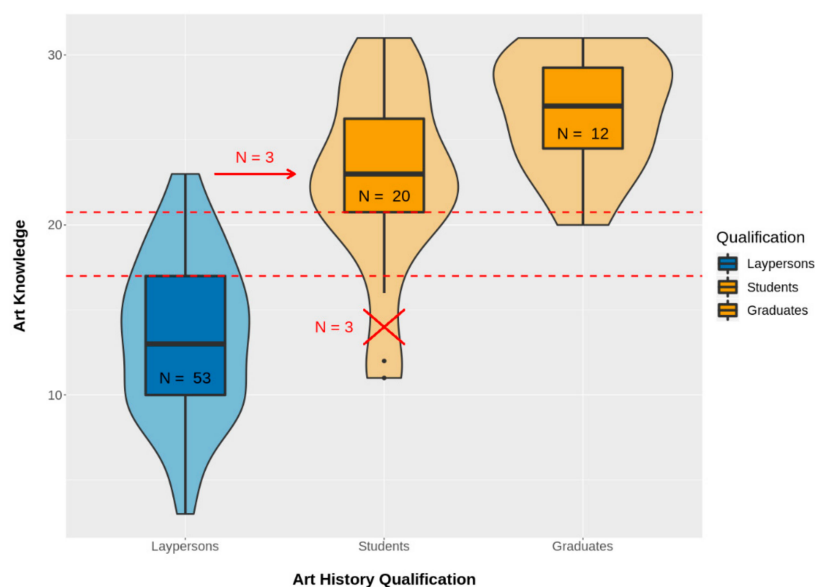 30
20
10
Art Knowledge
N = 3
N = 20
N = 12
N = 3
N = 53
Laypersons
Students
Graduates
Art History Qualification
Qualification
Laypersons
Students
Graduates